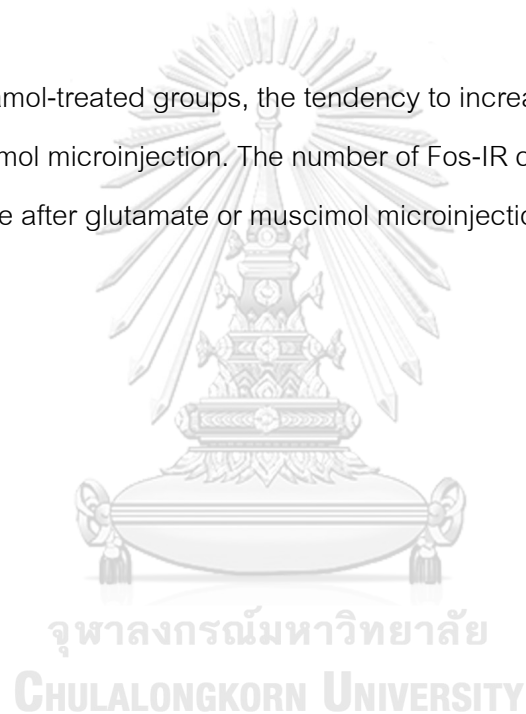 amol-treated groups, the tendency to increa
mol microinjection. The number of Fos-IR
e after glutamate or muscimol microinjectio
จุฬาลงกรณ์มหาวิทยาลัย
CHULALONGKORN UNIVERSITY